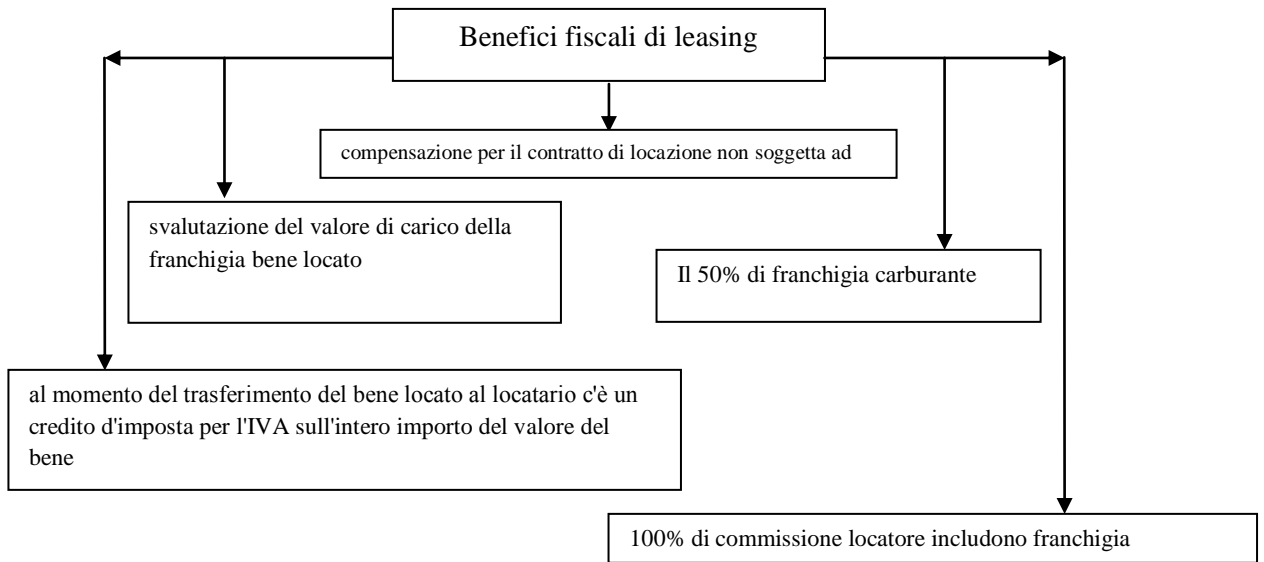 Benefici fiscali di leasing
compensazione per il contratto di locazione non soggetta ad
svalutazione del valore di carico della
franchigia bene locato
Il 50% di franchigia carburante
al momento del trasferimento del bene locato al locatario c'è un
credito d'imposta per l'IVA sull'intero importo del valore del
bene
100% di commissione locatore includono franchigia